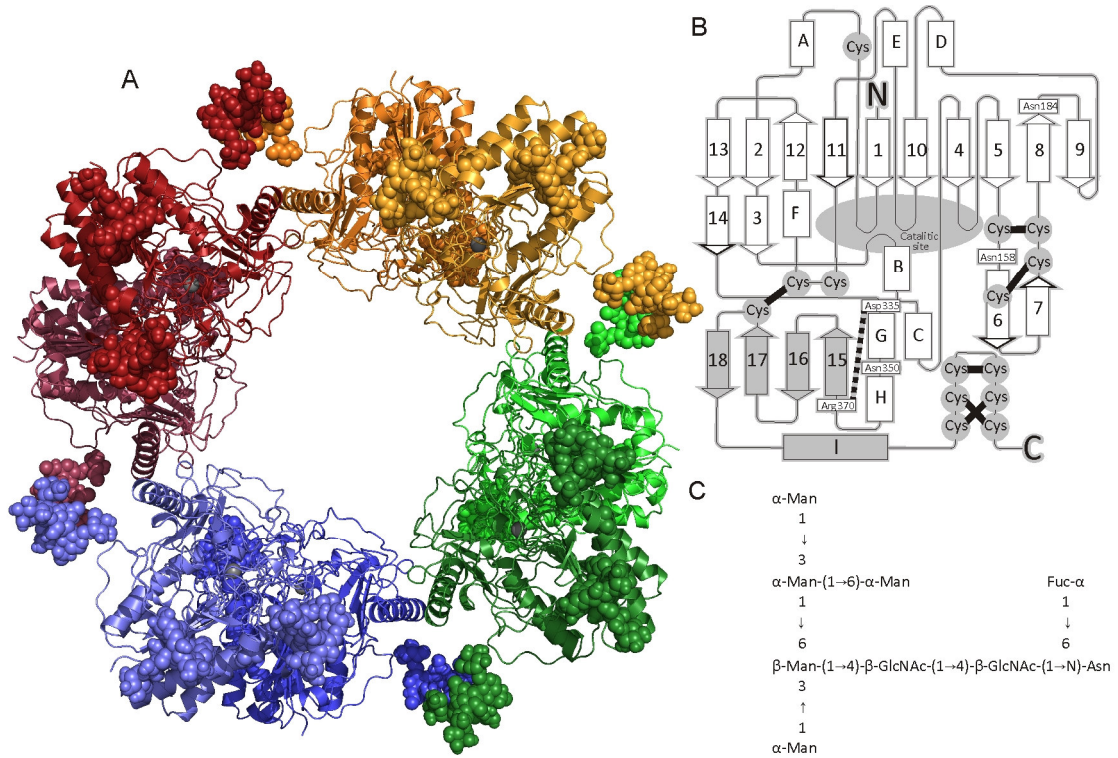 A
B
A
Cys
E
D
N
Asn184
13
2
12
11
1
10
4
5
8
9
14
3
F
Catalitic
site
Cys
Cys
B
Asn158
Cys
Cys
Cys
Cys
6
7
Cys
Asp335
18
17
16
15
G
C
Asn350
Arg370
H
Cys
Cys
Cys
Cys
Cys
Cys
I
C
C
α-Man
1
↓
3
α-Man-(1→6)-α-Man
Fuc-α
1
1
↓
↓
6
6
β-Man-(1→4)-β-GlcNAc-(1→4)-β-GlcNAc-(1→N)-Asn
3
↑
1
α-Man